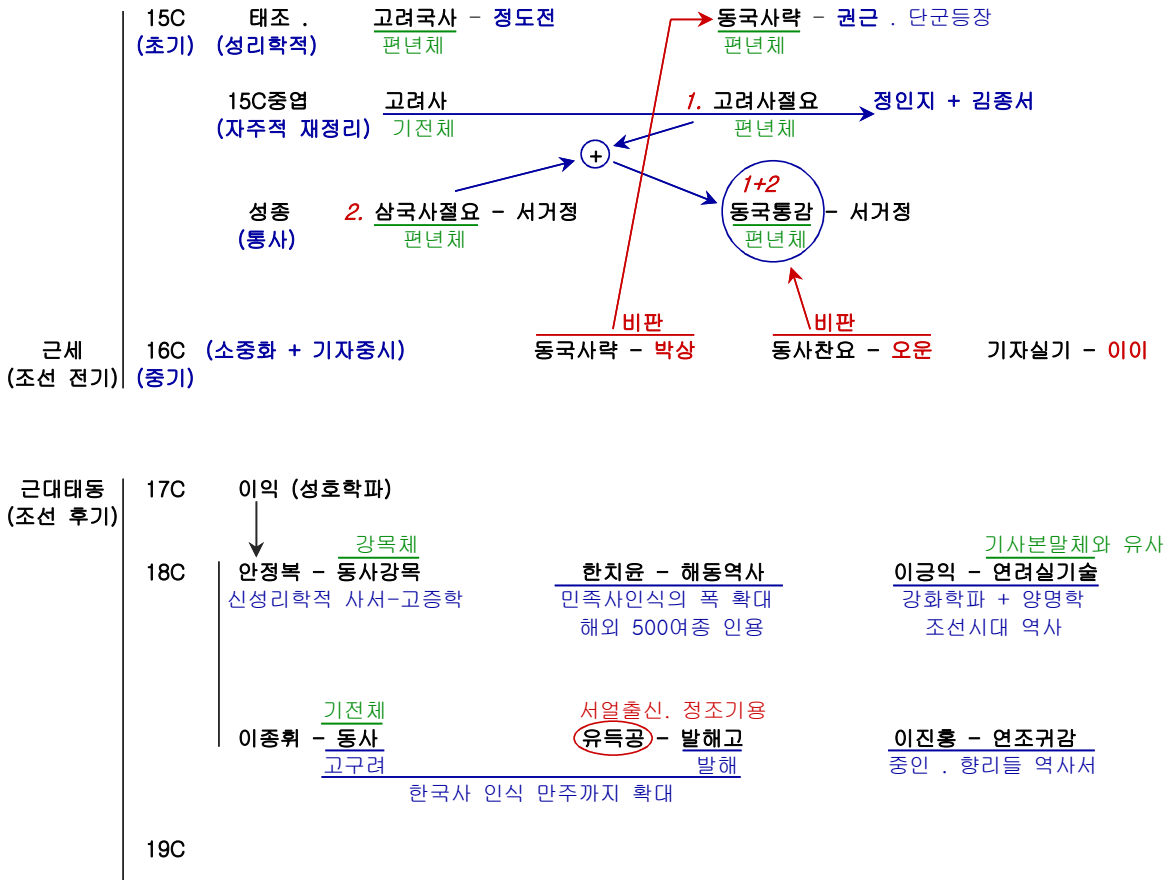 15C 태조 . 고려국사 - 정도전 동국사략 - 권근 . 단군등장
(초기) (성리학적) 편년체 편년체
15C중엽 고려사 1. 고려사절요 정인지 + 김종서
(자주적 재정리) 기전체 편년체
+
1+2
성종 2. 삼국사절요 - 서거정 동국통감 - 서거정
(통사) 편년체 편년체
비판 비판
근세 16C (소중화 + 기자중시) 동국사략 - 박상 동사찬요 - 오운 기자실기 - 이이
(조선 전기) (중기)
근대태동 17C 이익 (성호학파)
(조선 후기)
강목체 기사본말체와 유사
18C 안정복 - 동사강목 한치윤 - 해동역사 이긍익 - 연려실기술
신성리학적 사서-고증학 민족사인식의 폭 확대 강화학파 + 양명학
해외 500여종 인용 조선시대 역사
기전체 서얼출신. 정조기용
이종휘 - 동사 유득공 - 발해고 이진흥 - 연조귀감
고구려 발해 중인 . 향리들 역사서
한국사 인식 만주까지 확대
19C